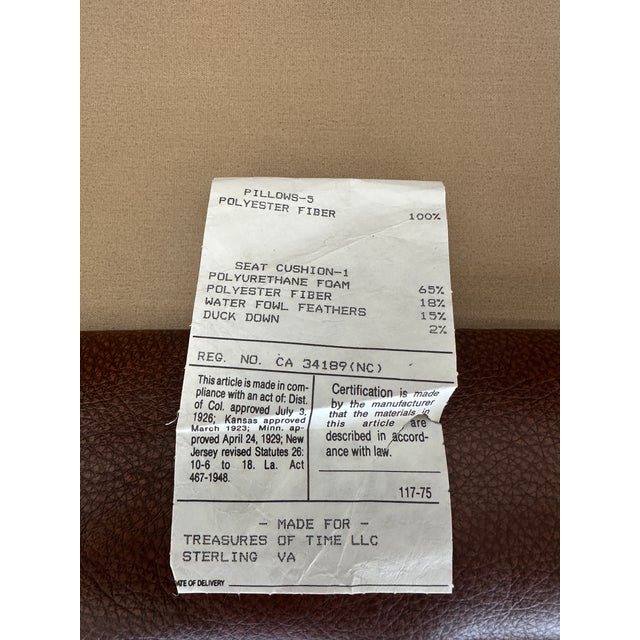 PILLOWS-5
POLYESTER FIBER 100%
SEAT CUSHION-1
POLYURETHANE FOAM 65%
POLYESTER FIBER 18%
WATER FOWL FEATHERS 15%
DUCK DOWN 2%
REG. NO. CA 34189(NC)
This article is made in com-
pliance with an act of: Dist.
of Col. approved July 3,
1926; Kansas approved
March 1923; Minn. ap-
proved April 24, 1929; New
Jersey revised Statutes 26:
10-6 to 18. La. Act
467-1948.
Certification is made
by the manufacturer
that the materials in
this article are
described in accord-
ance with law.
117-75
- MADE FOR -
TREASURES OF TIME LLC
STERLING VA
DATE OF DELIVERY